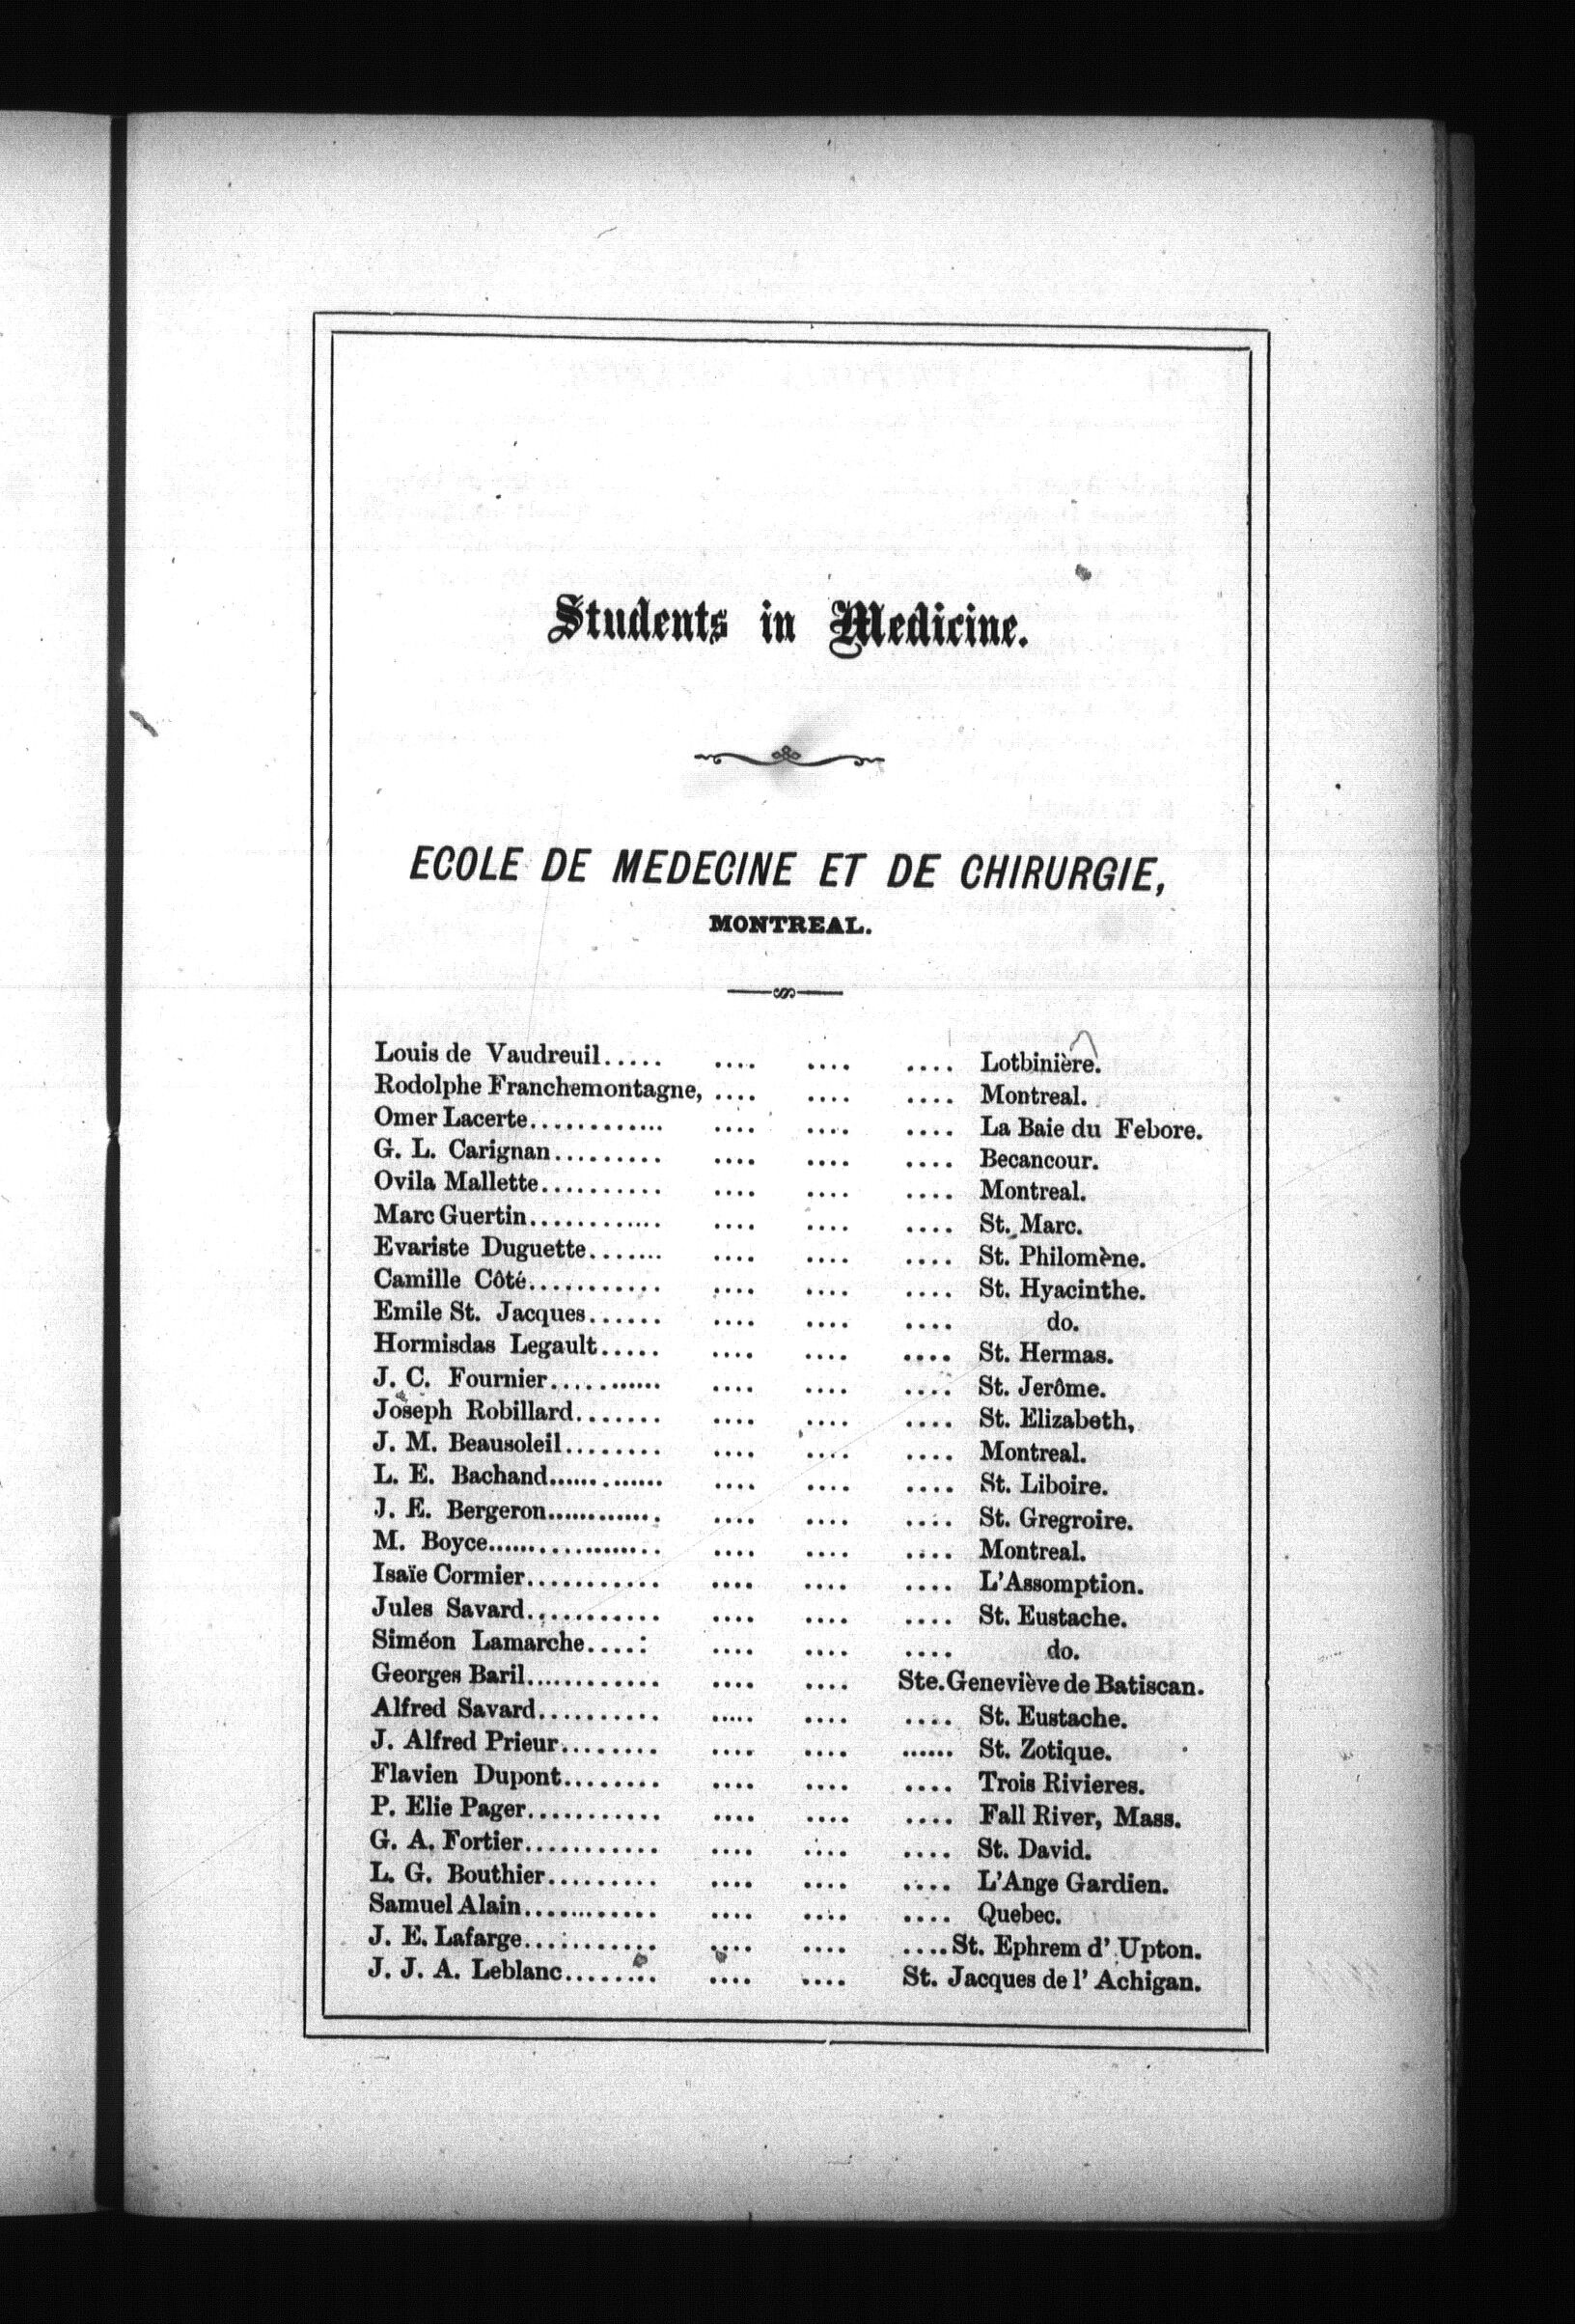 Students in Medicine.
ECOLE DE MEDECINE ET DE CHIRURGIE,
MONTREAL.
Louis de Vaudreuil..... .... .... .... Lotbinière.
Rodolphe Franchemontagne, .... .... .... Montreal.
Omer Lacerte............ .... .... .... La Baie du Febore.
G. L. Carignan......... .... .... .... Becancour.
Ovila Mallette.......... .... .... .... Montreal.
Marc Guertin............ .... .... .... St. Marc.
Evariste Duguette....... .... .... .... St. Philomène.
Camille Côté........... .... .... .... St. Hyacinthe.
Emile St. Jacques...... .... .... .... do.
Hormisdas Legault..... .... .... .... St. Hermas.
J. C. Fournier........... .... .... .... St. Jerôme.
Joseph Robillard....... .... .... .... St. Elizabeth,
J. M. Beausoleil........ .... .... .... Montreal.
L. E. Bachand............. .... .... .... St. Liboire.
J. E. Bergeron............. .... .... .... St. Gregroire.
M. Boyce.................. .... .... .... Montreal.
Isaïe Cormier........... .... .... .... L'Assomption.
Jules Savard........... .... .... .... St. Eustache.
Siméon Lamarche....: .... .... .... do.
Georges Baril............ .... .... Ste. Geneviève de Batiscan.
Alfred Savard.......... ..... .... .... St. Eustache.
J. Alfred Prieur........ .... .... ...... St. Zotique.
Flavien Dupont........ .... .... .... Trois Rivieres.
P. Elie Pager........... .... .... .... Fall River, Mass.
G. A. Fortier........... .... .... .... St. David.
L. G. Bouthier......... .... .... .... L'Ange Gardien.
Samuel Alain........... .... .... .... Quebec.
J. E. Lafarge........... .... .... .... St. Ephrem d' Upton.
J. J. A. Leblanc........ .... .... St. Jacques de l' Achigan.